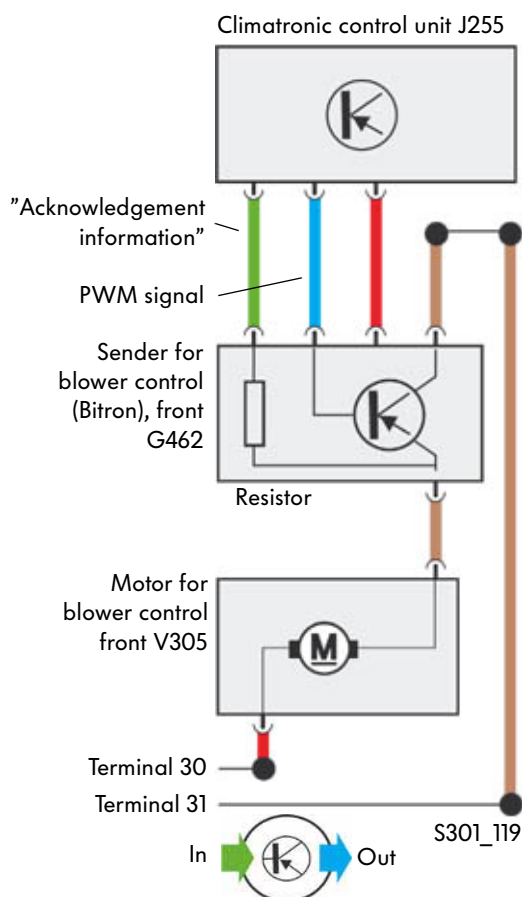 Climatronic control unit J255
”Acknowledgement
information”
PWM signal
Sender for
blower control
(Bitron), front
G462
Resistor
Motor for
blower control
front V305
M
Terminal 30
Terminal 31
S301_119
In
Out